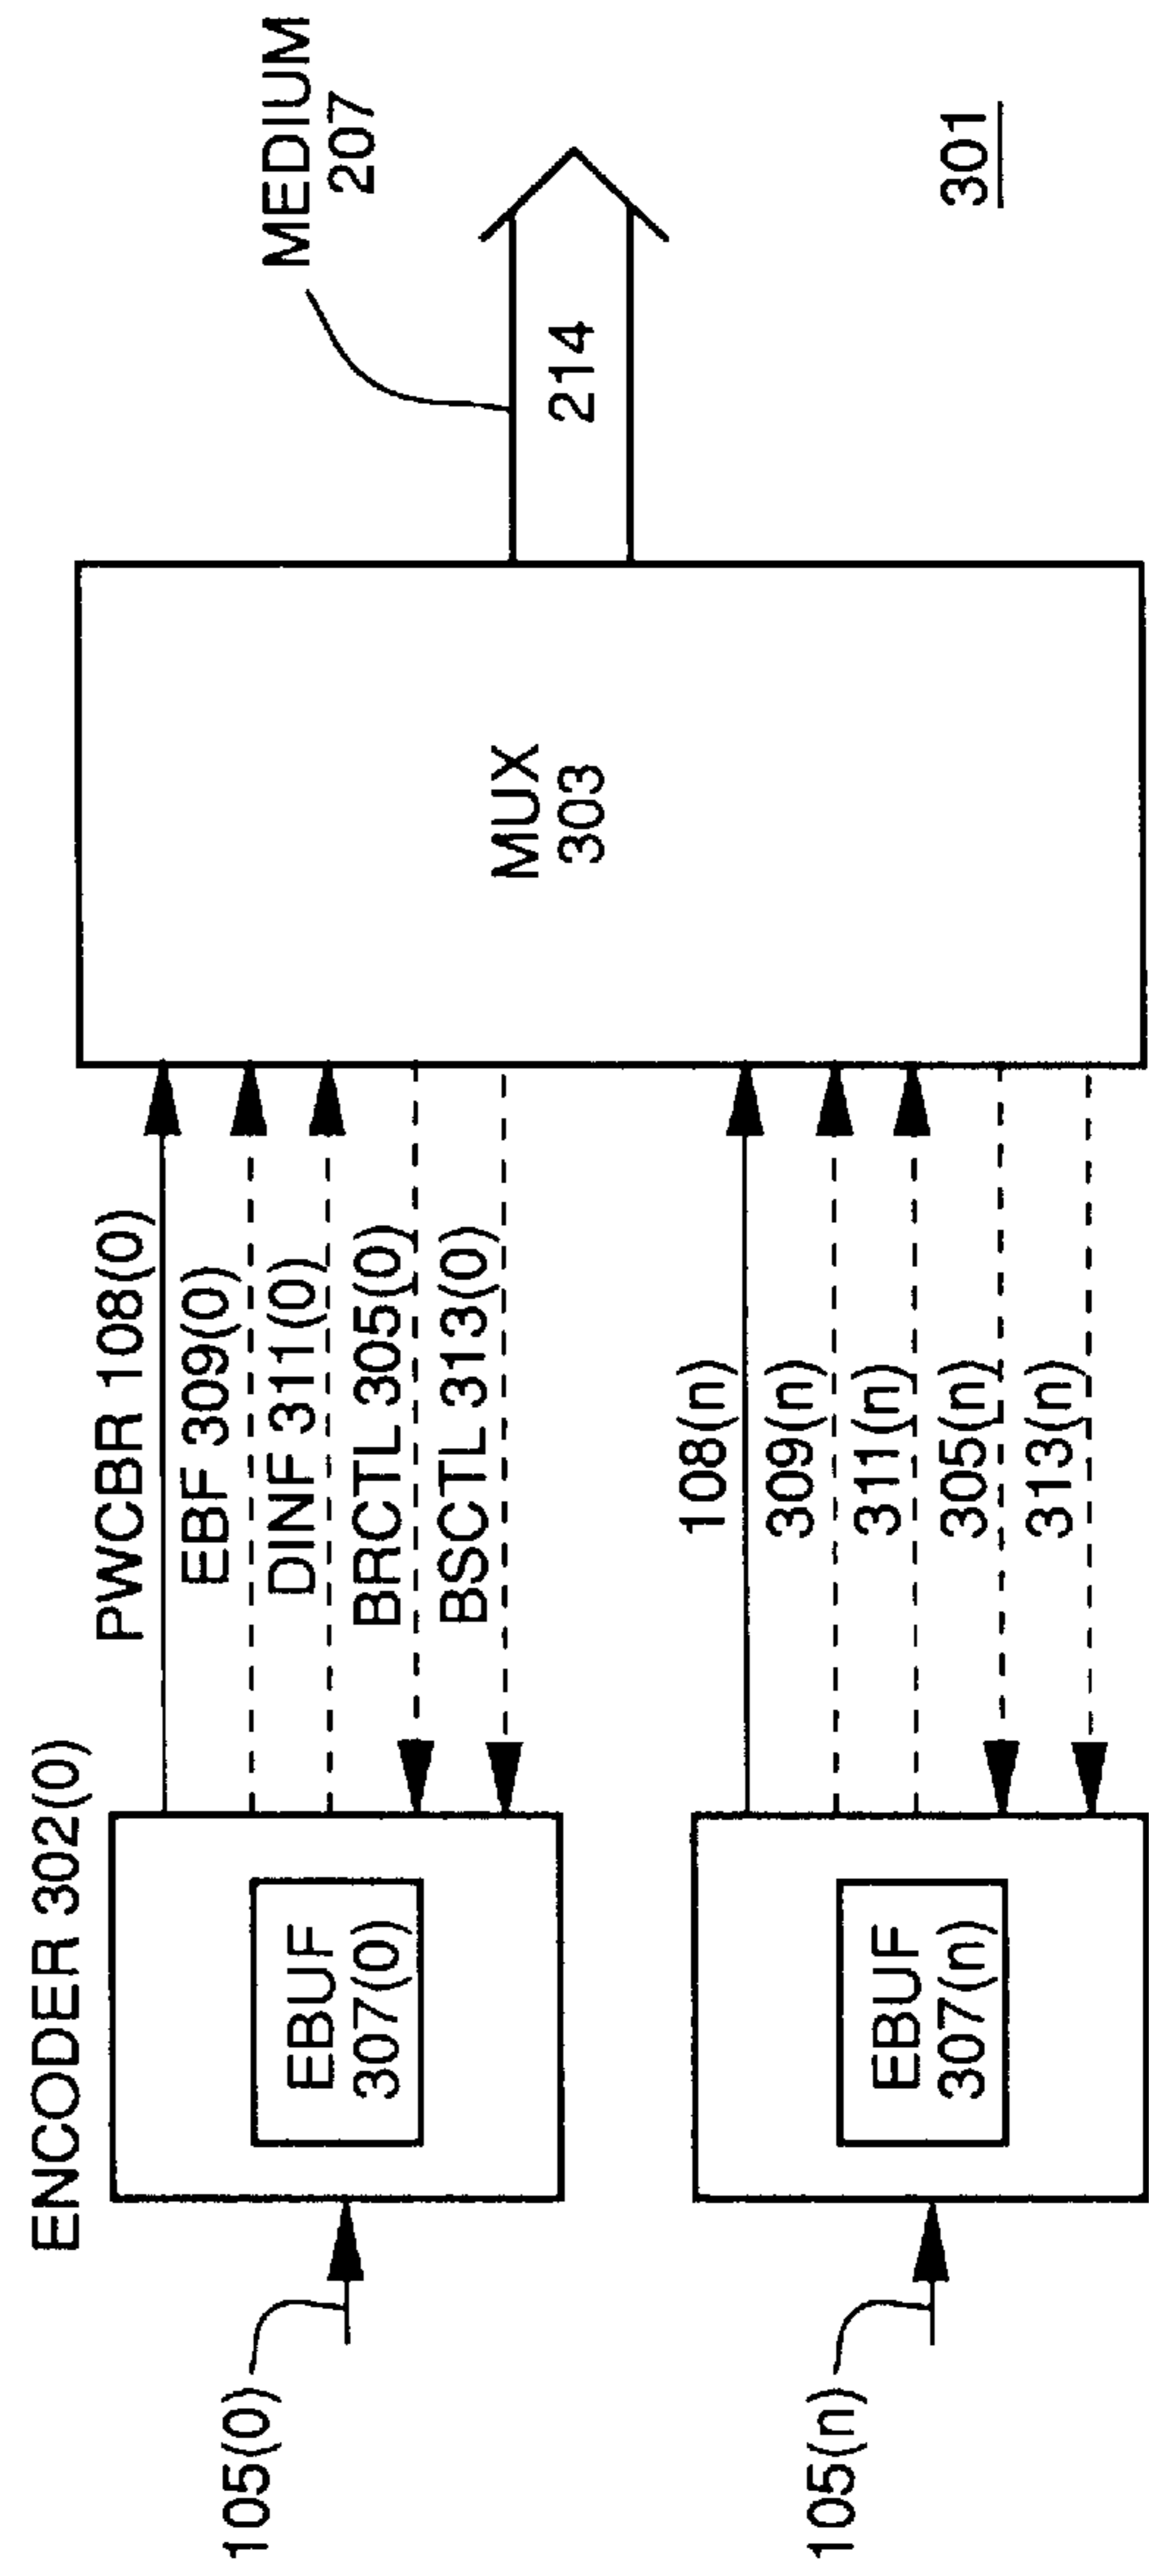 ENCODER 302(0)
105(0)
EBUF
307(0)
PWCBR 108(0)
EBF 309(0)
DINF 311(0)
BRCTL 305(0)
BSCTL 313(0)
MUX
303
MEDIUM
207
214
105(n)
EBUF
307(n)
108(n)
309(n)
311(n)
305(n)
313(n)
301